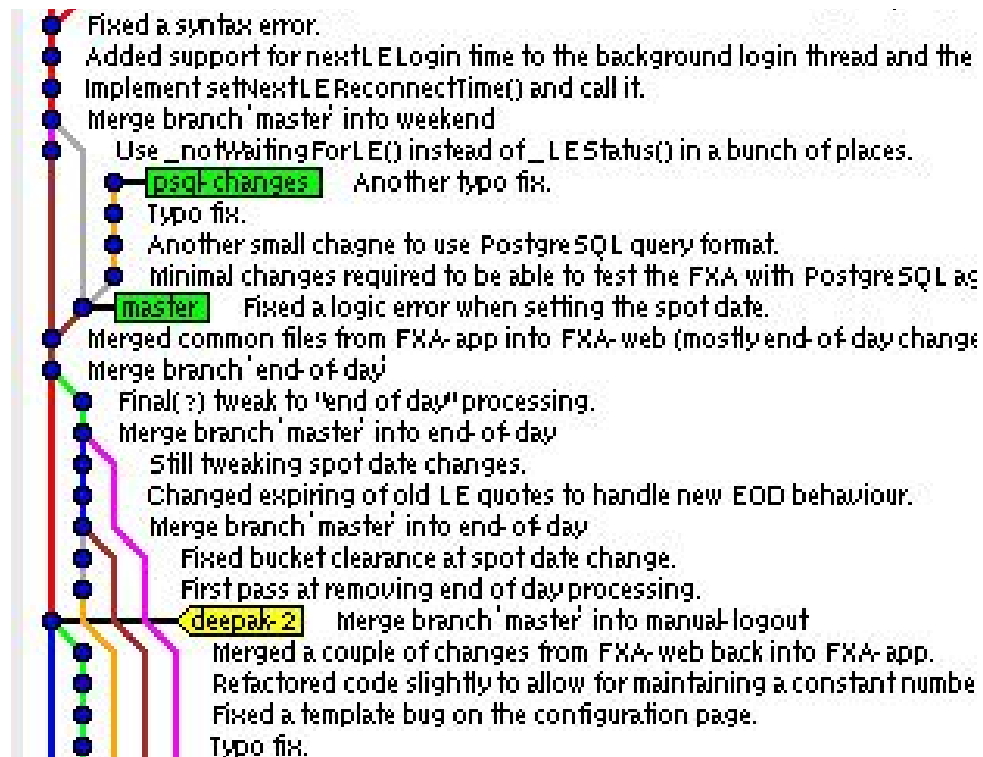 Fixed a syntax error.
Added support for nextLELogin time to the background login thread and the
Implement setNextLEReconnectTime() and call it.
Merge branch 'master' into weekend
Use _notWaitingForLE() instead of _LEStatus() in a bunch of places.
psql-changes Another typo fix.
Typo fix.
Another small chagne to use PostgreSQL query format.
Minimal changes required to be able to test the FXA with PostgreSQL ag
master Fixed a logic error when setting the spot date.
Merged common files from FXA-app into FXA-web (mostly end-of-day change
Merge branch 'end-of-day'
Final(?) tweak to "end of day" processing.
Merge branch 'master' into end-of-day
Still tweaking spot date changes.
Changed expiring of old LE quotes to handle new EOD behaviour.
Merge branch 'master' into end-of-day
Fixed bucket clearance at spot date change.
First pass at removing end of day processing.
deepak-2 Merge branch 'master' into manual-logout
Merged a couple of changes from FXA-web back into FXA-app.
Refactored code slightly to allow for maintaining a constant numbe
Fixed a template bug on the configuration page.
Typo fix.